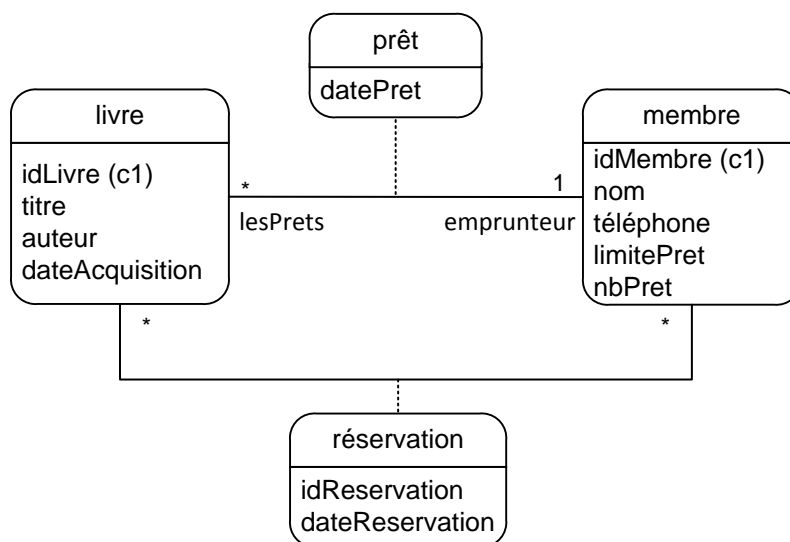 prêt
datePret
livre
idLivre (c1)
titre
auteur
dateAcquisition
membre
idMembre (c1)
nom
téléphone
limitePret
nbPret
*
lesPrets
1
emprunteur
*
*
réservation
idReservation
dateReservation